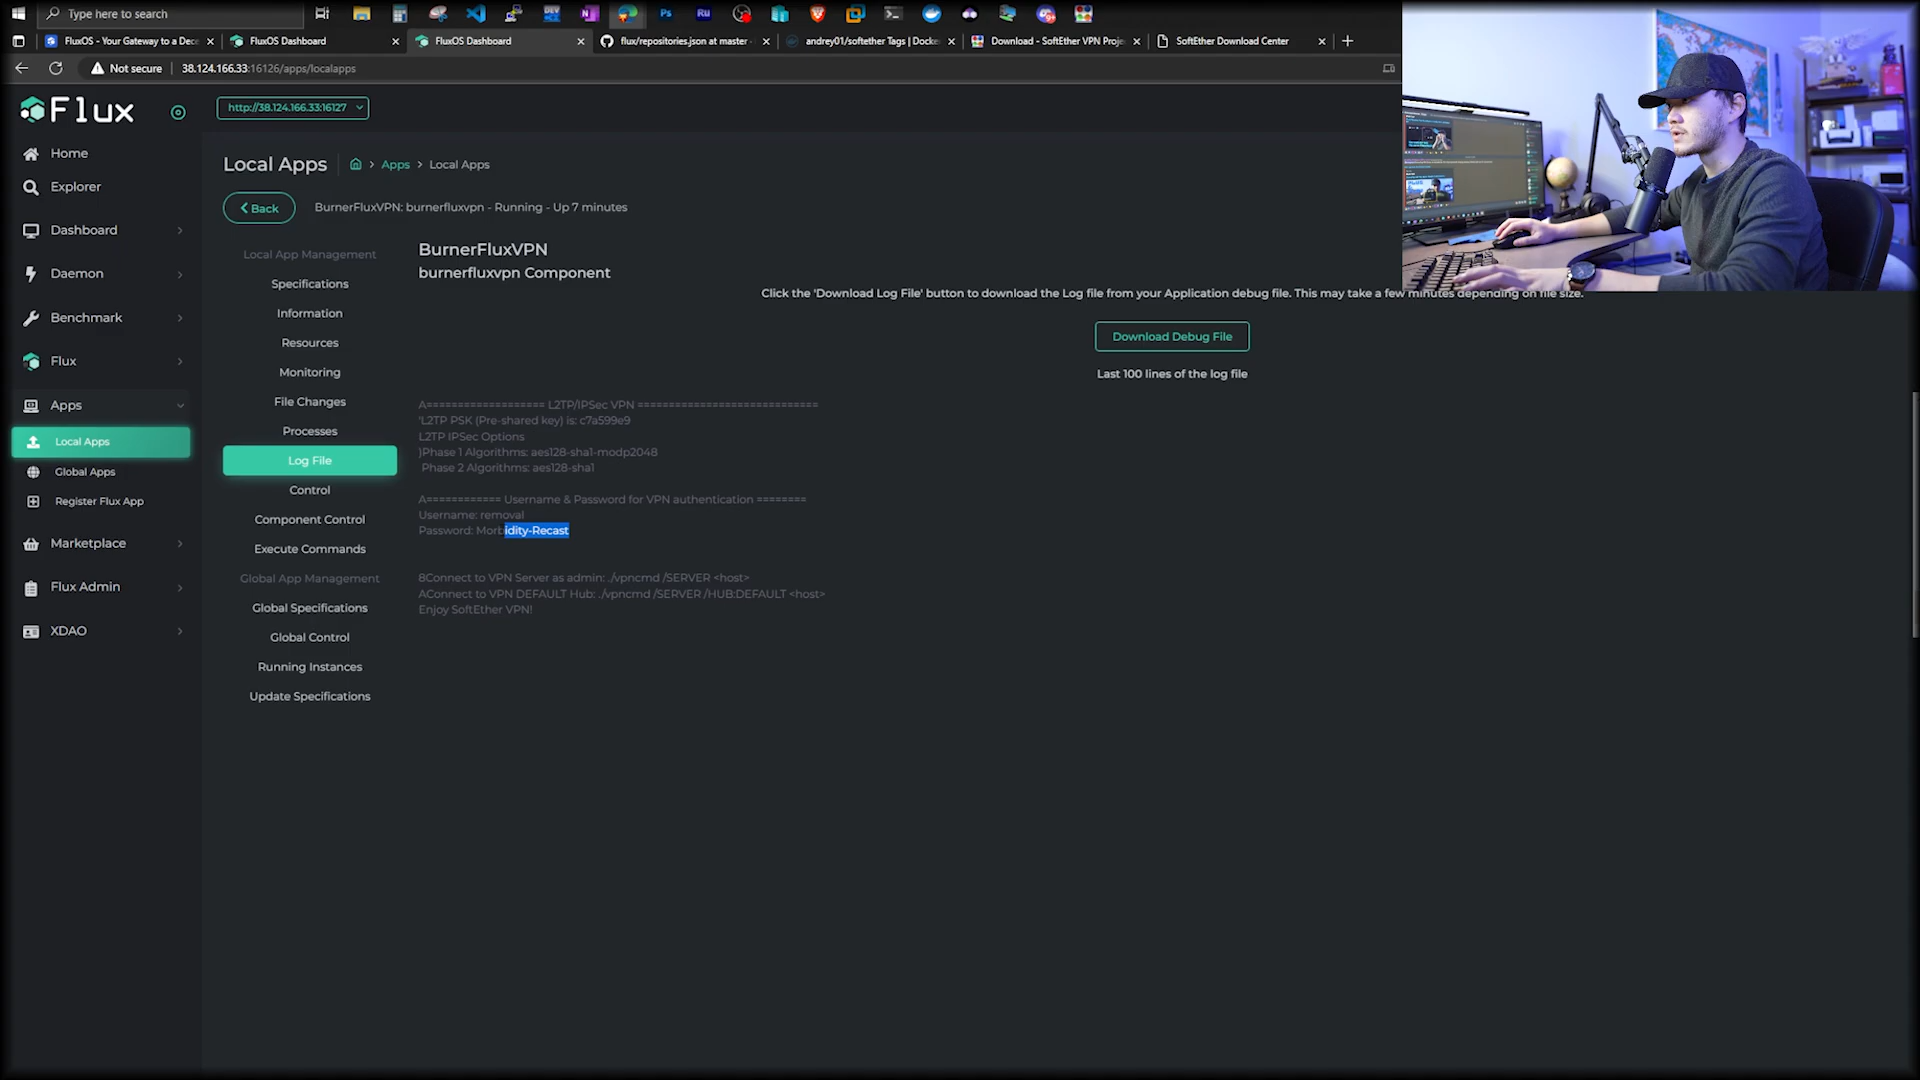 Type here to search
FluxOS - Your Gateway to a Dece
FluxOS Dashboard
FluxOS Dashboard
flux/repositories.json at master
andrey01/softether Tags | Docke
Download - SoftEther VPN Proje
SoftEther Download Center
Not secure
38.124.166.33:16126/apps/localapps
Flux
http://38.124.166.33:16127
Home
Explorer
Dashboard
Daemon
Benchmark
Flux
Apps
Local Apps
Global Apps
Register Flux App
Marketplace
Flux Admin
XDAO
Local Apps
Apps
Local Apps
Back
BurnerFluxVPN: burnerfluxvpn - Running - Up 7 minutes
Local App Management
Specifications
Information
Resources
Monitoring
File Changes
Processes
Log File
Control
Component Control
Execute Commands
Global App Management
Global Specifications
Global Control
Running Instances
Update Specifications
BurnerFluxVPN
burnerfluxvpn Component
Click the 'Download Log File' button to download the Log file from your Application debug file. This may take a few minutes depending on file size.
Download Debug File
Last 100 lines of the log file
A=================== L2TP/IPSec VPN =============================
'L2TP PSK (Pre-shared key) is: c7a599e9
L2TP IPSec Options
)Phase 1 Algorithms: aes128-sha1-modp2048
Phase 2 Algorithms: aes128-sha1
A============ Username & Password for VPN authentication ========
Username: removal
Password: Morbidity-Recast
8Connect to VPN Server as admin: ./vpncmd /SERVER <host>
AConnect to VPN DEFAULT Hub: ./vpncmd /SERVER /HUB:DEFAULT <host>
Enjoy SoftEther VPN!